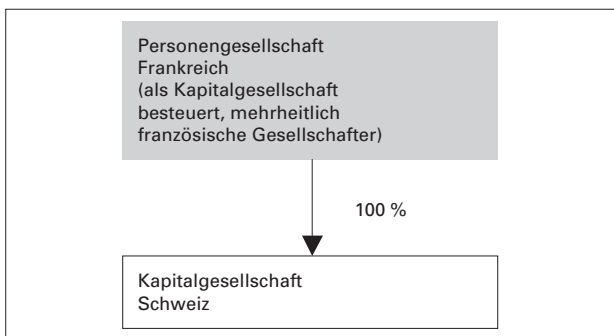 Personengesellschaft
Frankreich
(als Kapitalgesellschaft
besteuert, mehrheitlich
französische Gesellschafter)
100 %
Kapitalgesellschaft
Schweiz